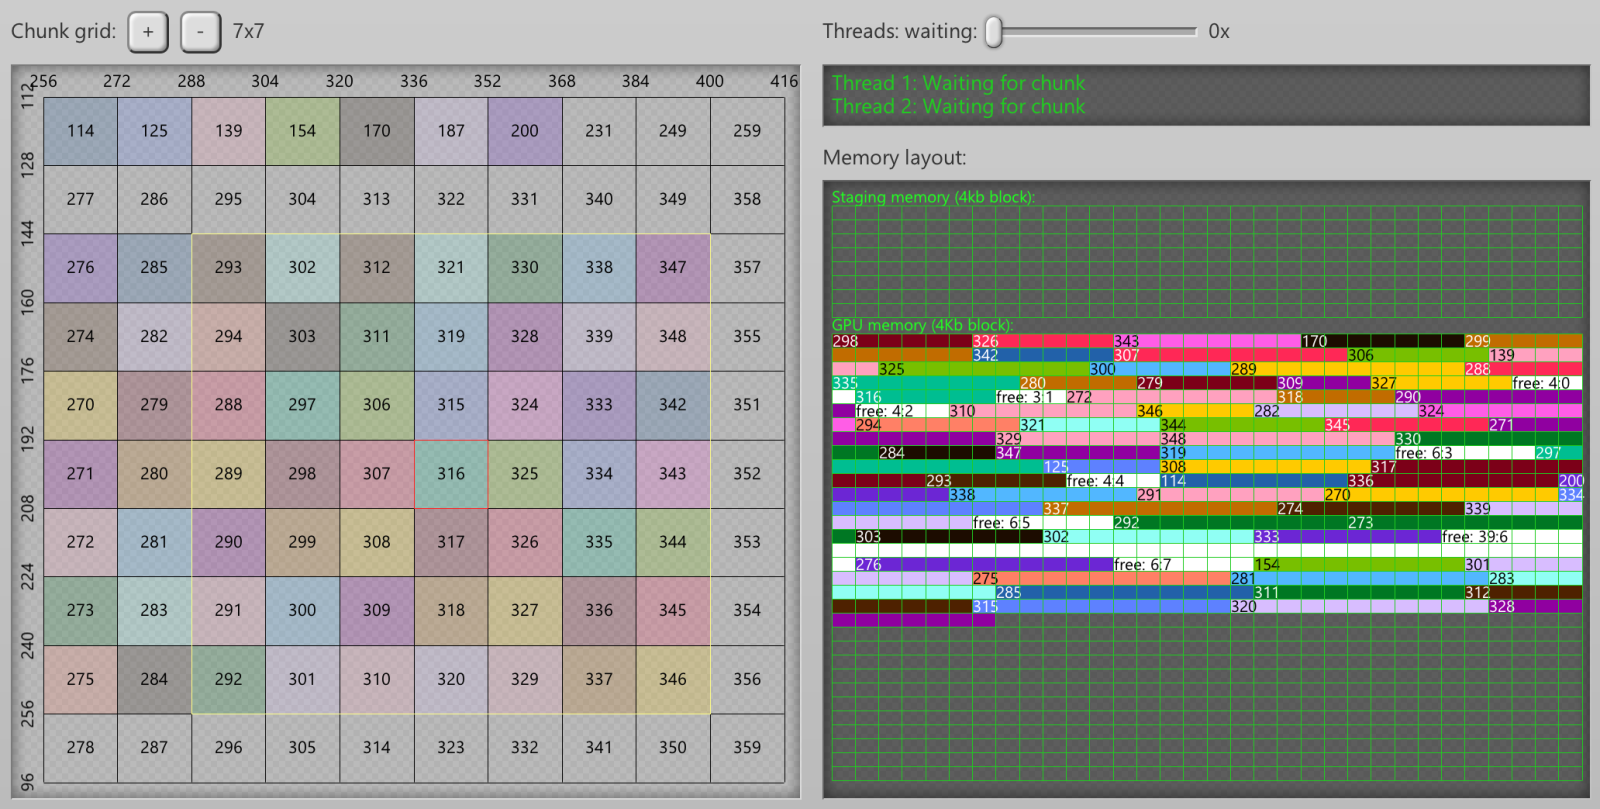 Chunk grid: + - 7x7
256 272 288 304 320 336 352 368 384 400 416
112
114 125 139 154 170 187 200 231 249 259
128
277 286 295 304 313 322 331 340 349 358
144
276 285 293 302 312 321 330 338 347 357
160
274 282 294 303 311 319 328 339 348 355
176
270 279 288 297 306 315 324 333 342 351
192
271 280 289 298 307 316 325 334 343 352
208
272 281 290 299 308 317 326 335 344 353
224
273 283 291 300 309 318 327 336 345 354
240
275 284 292 301 310 320 329 337 346 356
256
278 287 296 305 314 323 332 341 350 359
96
Threads: waiting: 0x
Thread 1: Waiting for chunk
Thread 2: Waiting for chunk
Memory layout:
Staging memory (4kb block):
GPU memory (4Kb block):
298 326 343 170 299
342 307 306 139
325 300 289 288
335 280 279 309 327 free: 4:0
316 free: 3:1 272 318 290
free: 4:2 310 346 282 324
294 321 344 345 271
329 348 330
284 347 319 free: 6:3 297
125 308 317
293 free: 4:4 114 336 200
338 291 270 334
337 274 339
free: 6:5 292 273
303 302 333 free: 39:6
276 free: 6:7 154 301
275 281 283
285 311 312
315 320 328